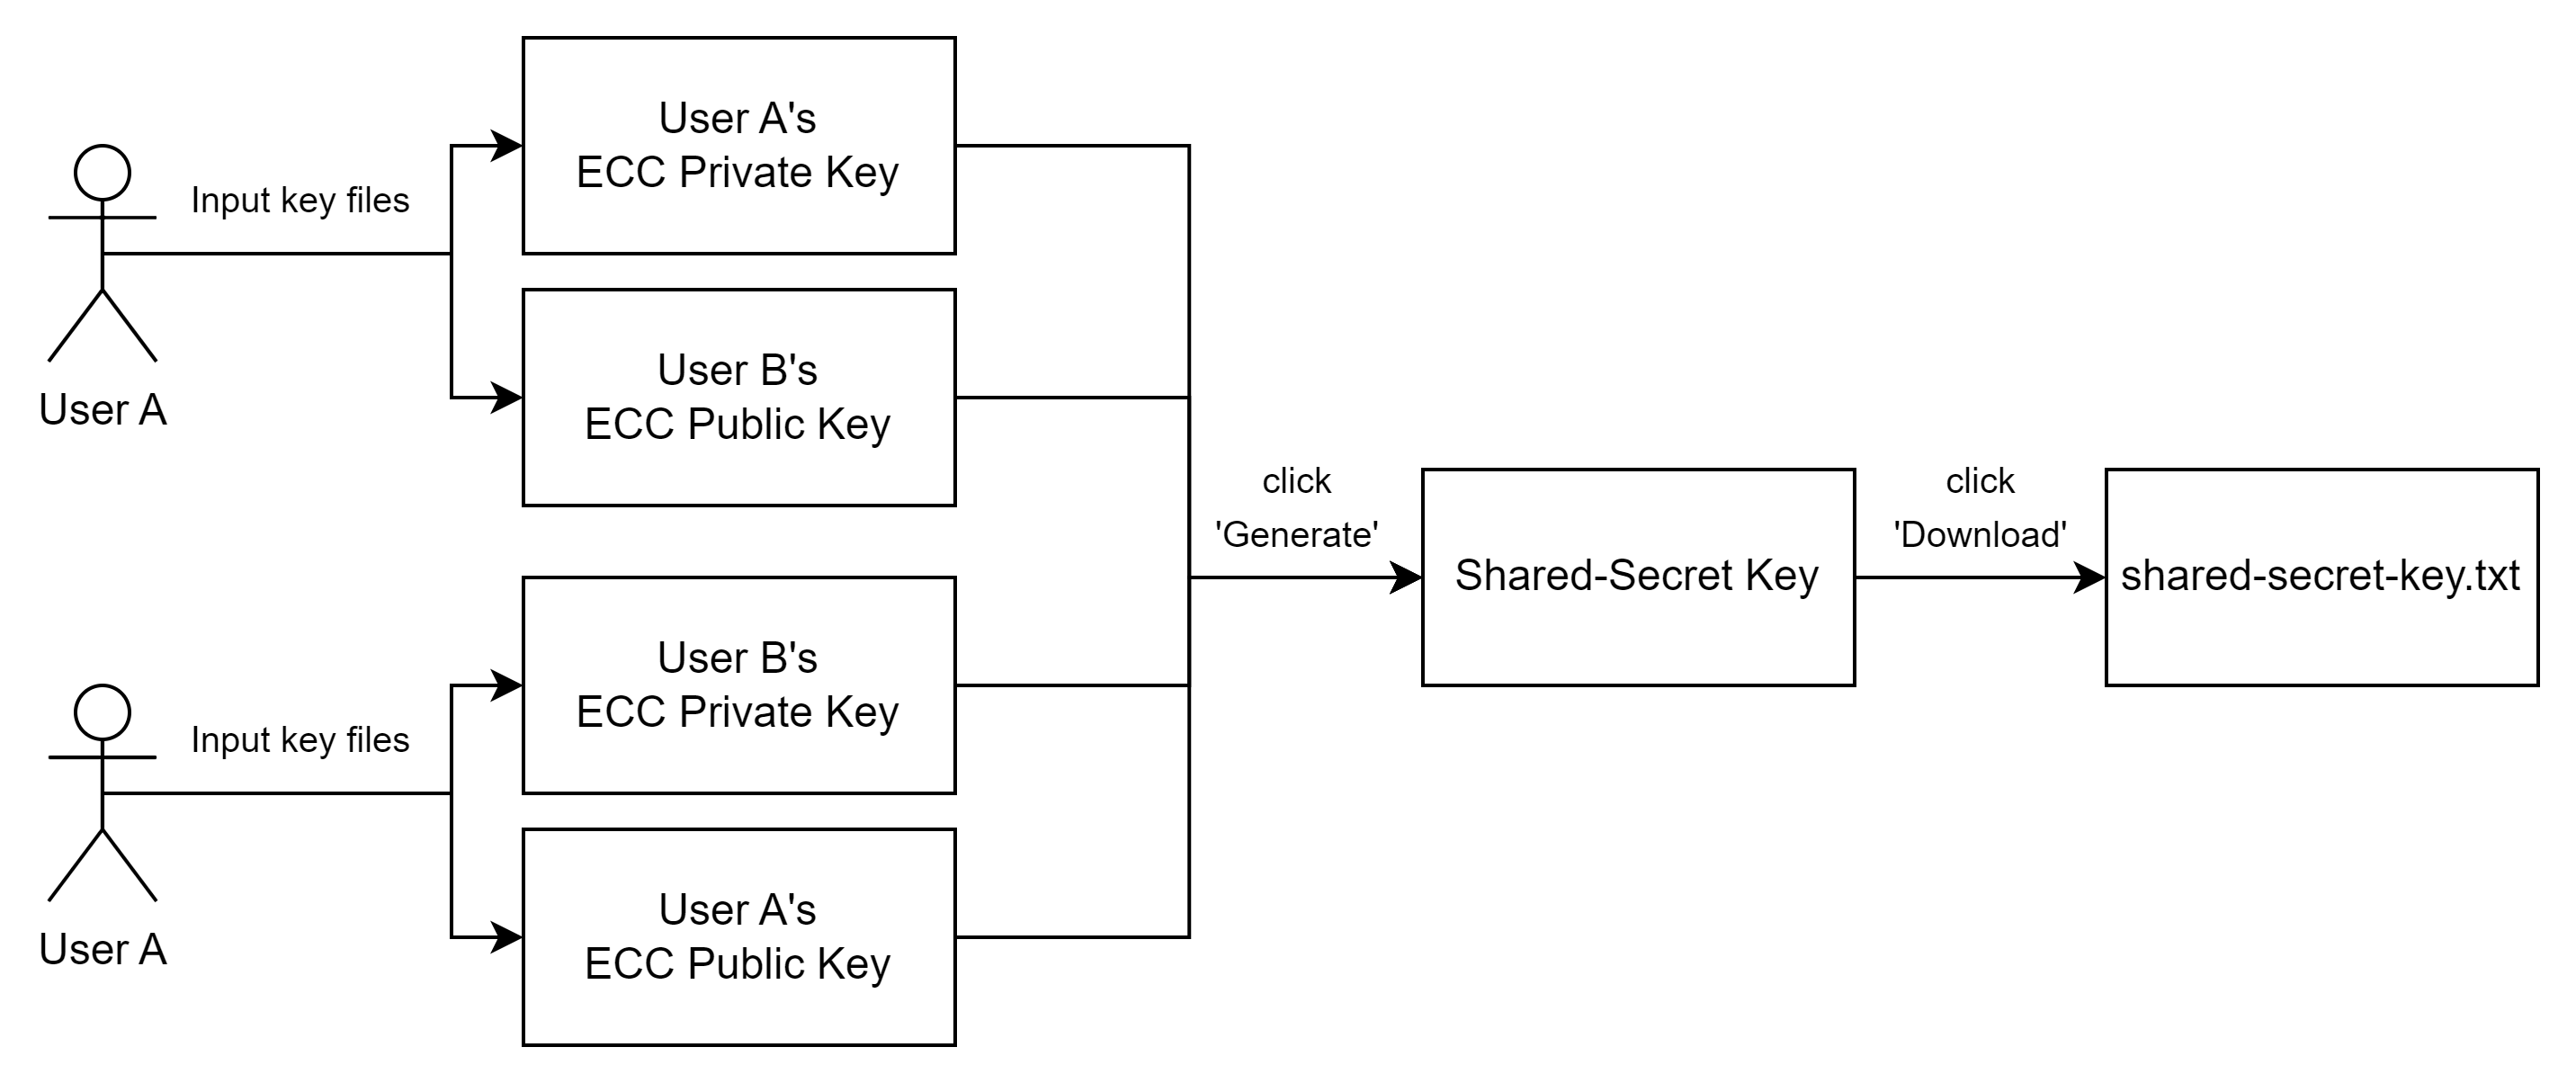 User A's
ECC Private Key
Input key files
User A
User B's
ECC Public Key
click
'Generate'
Shared-Secret Key
click
'Download'
shared-secret-key.txt
User B's
ECC Private Key
Input key files
User A
User A's
ECC Public Key